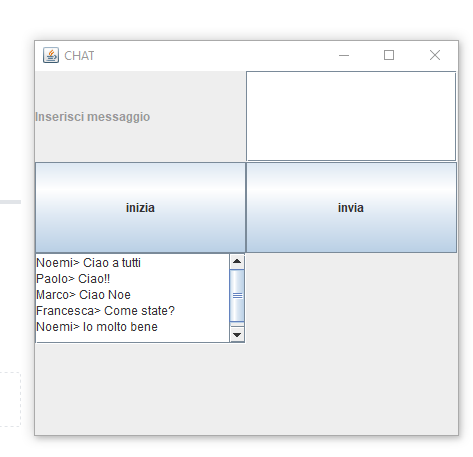 CHAT
Inserisci messaggio
inizia
invia
Noemi> Ciao a tutti
Paolo> Ciao!!
Marco> Ciao Noe
Francesca> Come state?
Noemi> Io molto bene